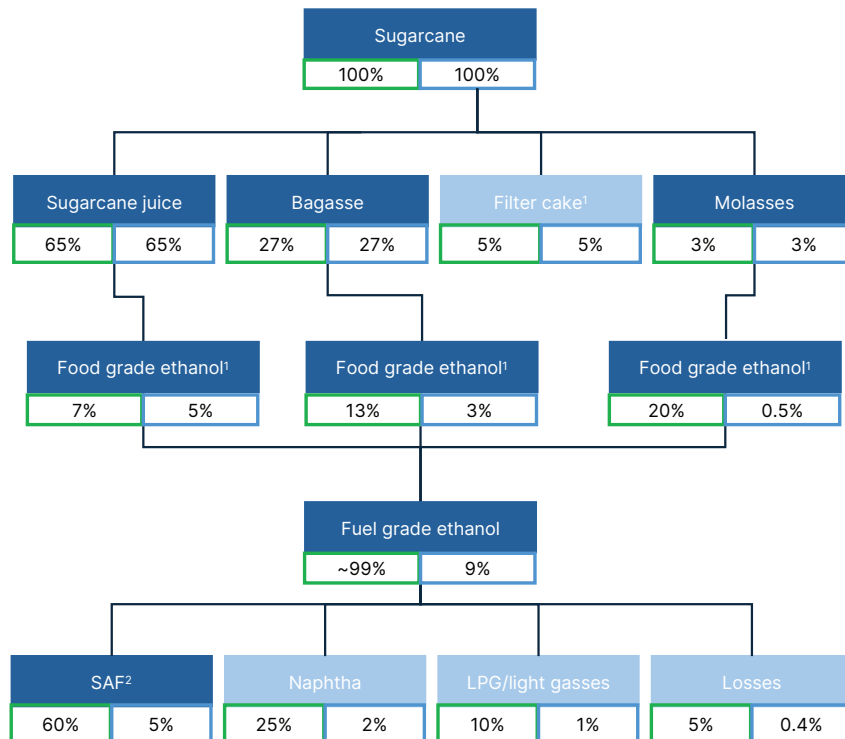 Sugarcane
100% 100%
Sugarcane juice Bagasse Filter cake¹ Molasses
65% 65% 27% 27% 5% 5% 3% 3%
Food grade ethanol¹ Food grade ethanol¹ Food grade ethanol¹
7% 5% 13% 3% 20% 0.5%
Fuel grade ethanol
~99% 9%
SAF² Naphtha LPG/light gasses Losses
60% 5% 25% 2% 10% 1% 5% 0.4%